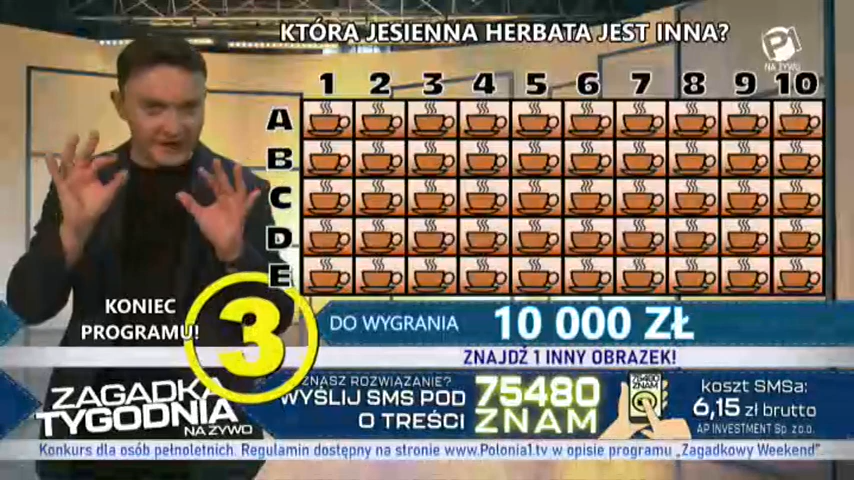 KTÓRA JESIENNA HERBATA JEST INNA?
P1
NA ŻYWO
1 2 3 4 5 6 7 8 9 10
A
B
C
D
E
KONIEC
PROGRAMU!
3
DO WYGRANIA 10 000 ZŁ
ZNAJDŹ 1 INNY OBRAZEK!
ZAGADKA
TYGODNIA
NA ŻYWO
ZNASZ ROZWIĄZANIE?
WYŚLIJ SMS POD
O TREŚCI
75480
ZNAM
75480
ZNAM
koszt SMSa:
6,15 zł brutto
AP INVESTMENT Sp. z o.o.
Konkurs dla osób pełnoletnich. Regulamin dostępny na stronie www.Polonia1.tv w opisie programu „Zagadkowy Weekend"